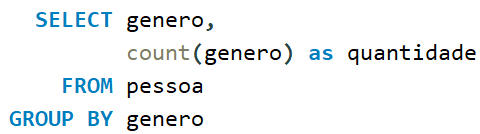 SELECT genero,
count(genero) as quantidade
FROM pessoa
GROUP BY genero